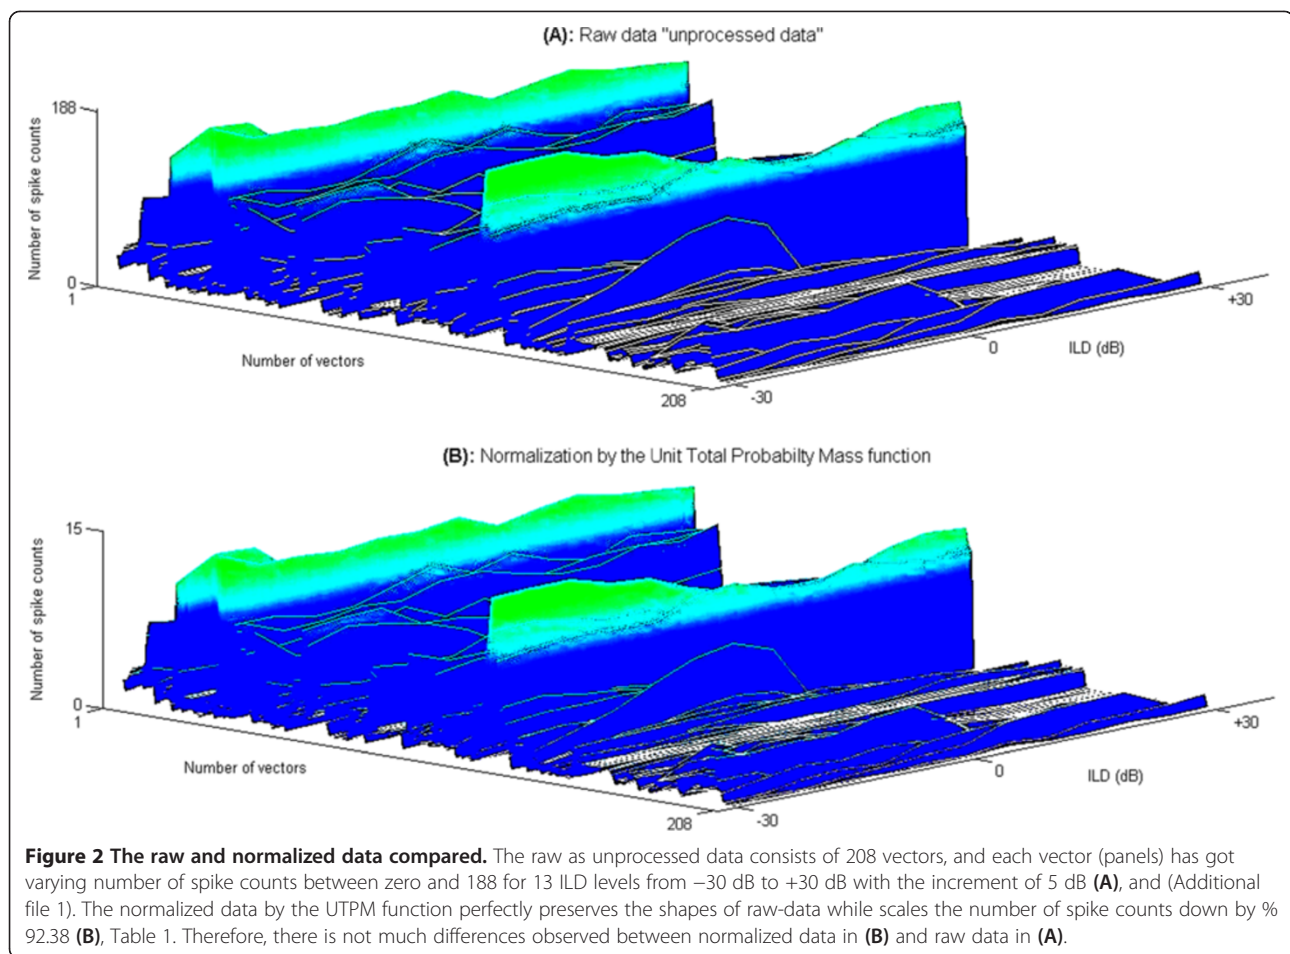 (A): Raw data "unprocessed data"
188
Number of spike counts
0
1
Number of vectors
208
-30
0
ILD (dB)
+30
(B): Normalization by the Unit Total Probabilty Mass function
15
Number of spike counts
0
1
Number of vectors
208
-30
0
ILD (dB)
+30
Figure 2 The raw and normalized data compared. The raw as unprocessed data consists of 208 vectors, and each vector (panels) has got
varying number of spike counts between zero and 188 for 13 ILD levels from −30 dB to +30 dB with the increment of 5 dB (A), and (Additional
file 1). The normalized data by the UTPM function perfectly preserves the shapes of raw-data while scales the number of spike counts down by %
92.38 (B), Table 1. Therefore, there is not much differences observed between normalized data in (B) and raw data in (A).